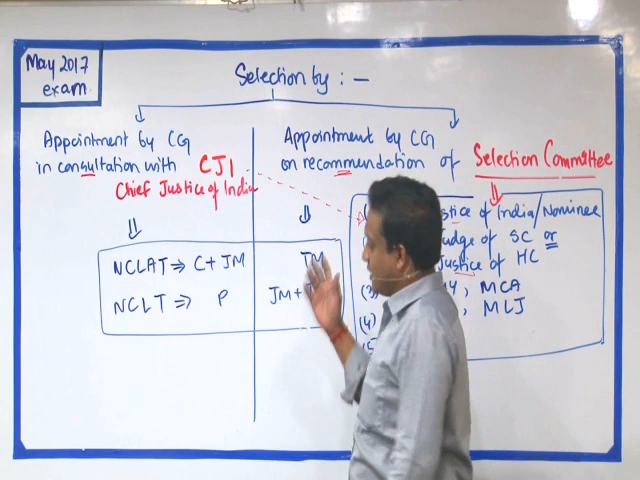 May 2017
exam.
Selection by : —
Appointment by CG
in consultation with CJI
Chief Justice of India
Appointment by CG
on recommendation of Selection Committee
NCLAT ⇒ C + JM
NCLT ⇒ P
TM
JM +
Justice of India/Nominee
Judge of SC or
Justice of HC
(3) , MCA
(4) , MLJ
(5)